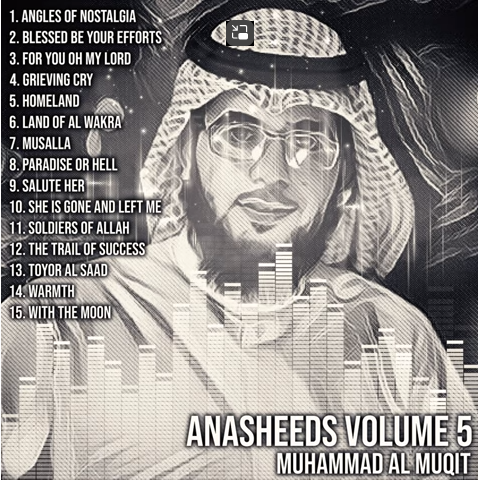 1. ANGLES OF NOSTALGIA
2. BLESSED BE YOUR EFFORTS
3. FOR YOU OH MY LORD
4. GRIEVING CRY
5. HOMELAND
6. LAND OF AL WAKRA
7. MUSALLA
8. PARADISE OR HELL
9. SALUTE HER
10. SHE IS GONE AND LEFT ME
11. SOLDIERS OF ALLAH
12. THE TRAIL OF SUCCESS
13. TOYOR AL SAAD
14. WARMTH
15. WITH THE MOON
ANASHEEDS VOLUME 5
MUHAMMAD AL MUQIT